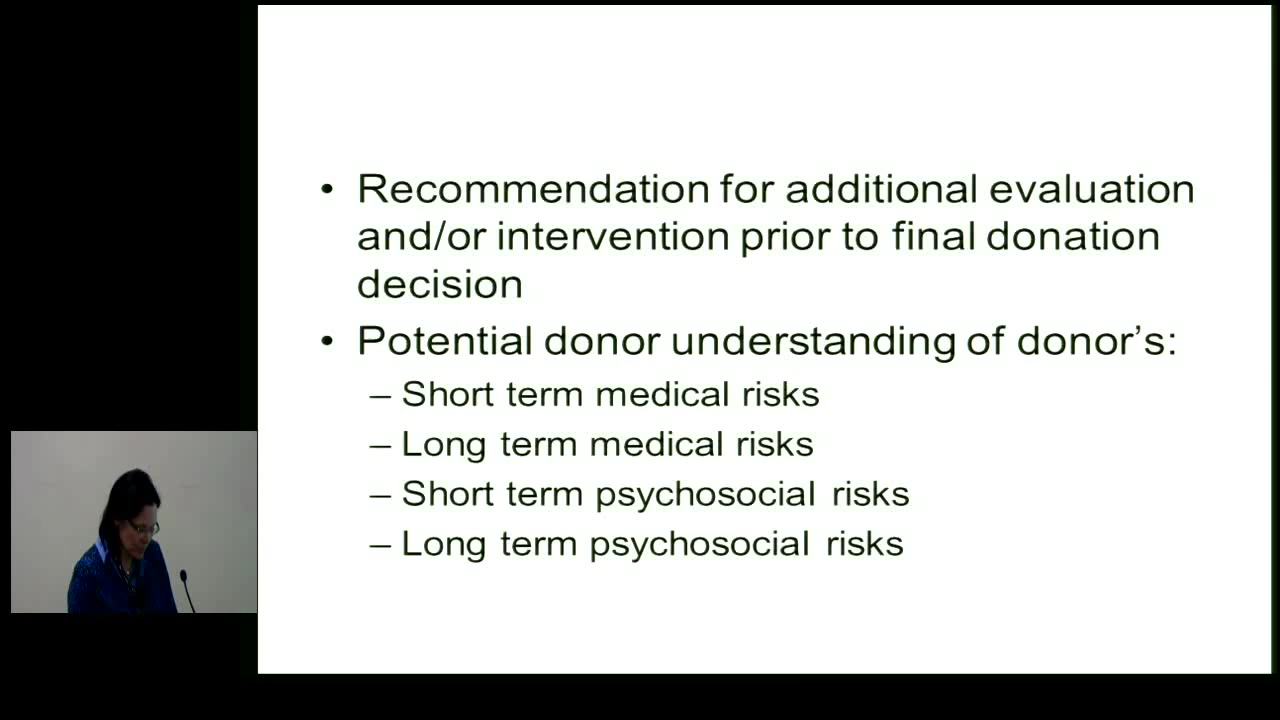 • Recommendation for additional evaluation
and/or intervention prior to final donation
decision
• Potential donor understanding of donor's:
– Short term medical risks
– Long term medical risks
– Short term psychosocial risks
– Long term psychosocial risks